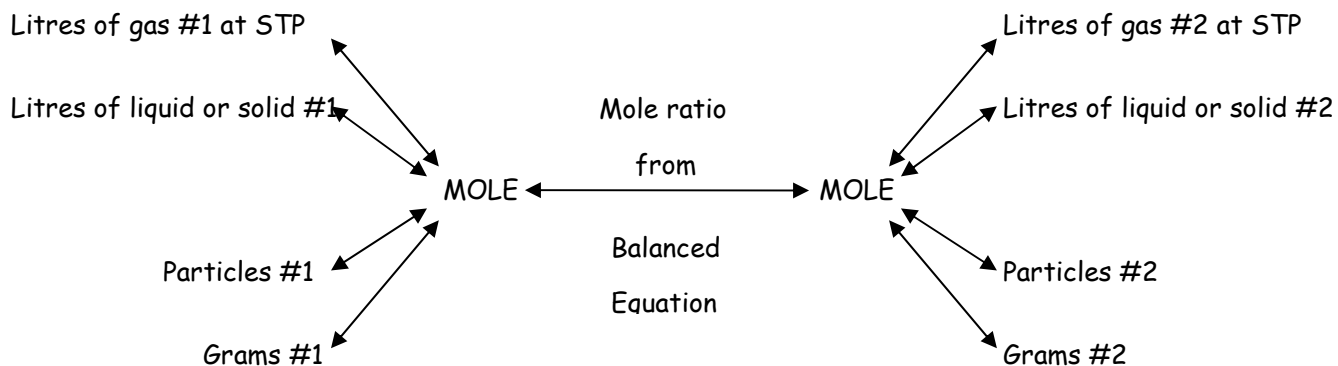 Litres of gas #1 at STP
Litres of gas #2 at STP
Litres of liquid or solid #1
Mole ratio
Litres of liquid or solid #2
from
MOLE
MOLE
Balanced
Particles #1
Particles #2
Equation
Grams #1
Grams #2